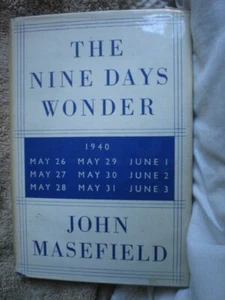 THE
NINE DAYS
WONDER
1940
MAY 26 MAY 29 JUNE 1
MAY 27 MAY 30 JUNE 2
MAY 28 MAY 31 JUNE 3
JOHN
MASEFIELD